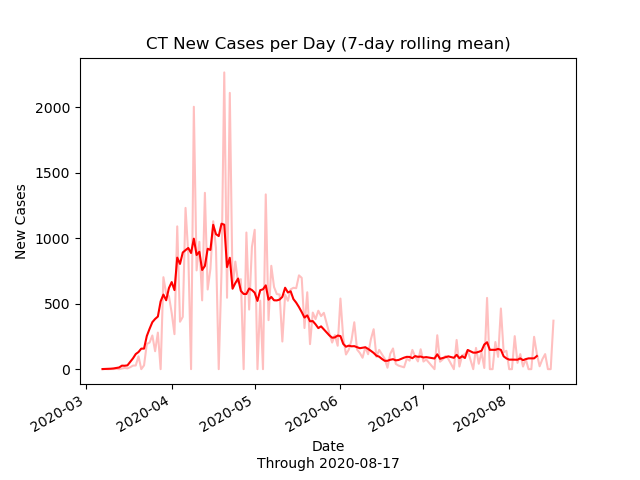 CT New Cases per Day (7-day rolling mean)
New Cases
2000
1500
1000
500
0
2020-03
2020-04
2020-05
2020-06
2020-07
2020-08
Date
Through 2020-08-17